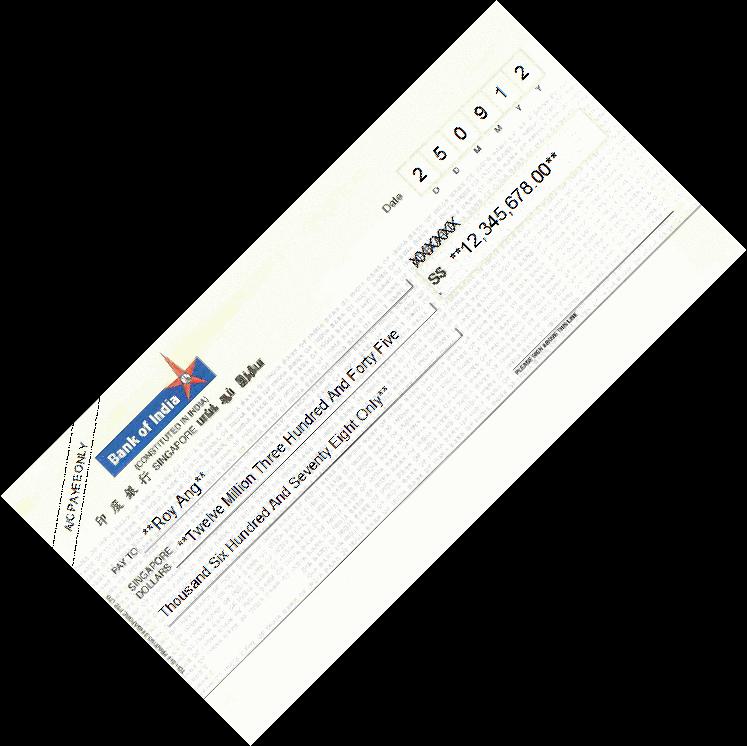 A/C PAYEE ONLY
Bank of India
(CONSTITUTED IN INDIA)
印度銀行 SINGAPORE பாங்க் ஆப் இந்தியா
Date 2 5 0 9 1 2
D D M M Y Y
XXXXXXX
PAY TO **Roy Ang**
S$ **12,345,678.00**
SINGAPORE DOLLARS **Twelve Million Three Hundred And Forty Five
Thousand Six Hundred And Seventy Eight Only**
PLEASE SIGN ABOVE THIS LINE